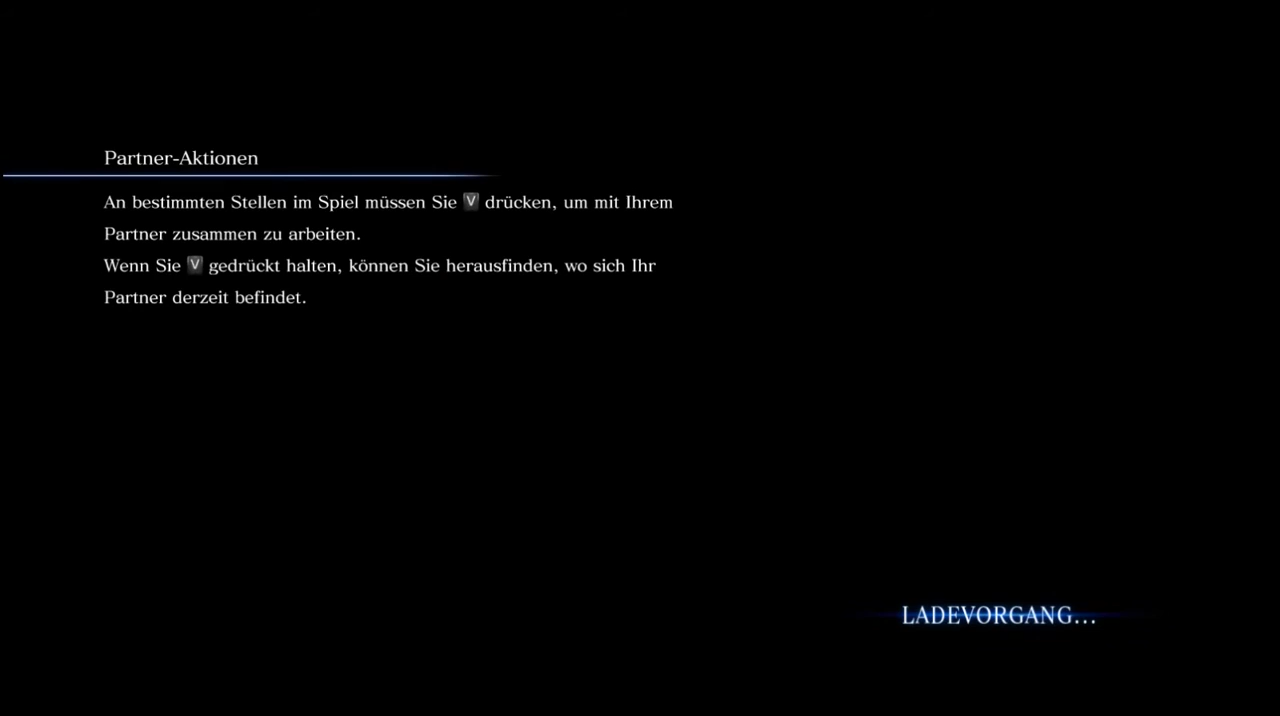 Partner-Aktionen
An bestimmten Stellen im Spiel müssen Sie V drücken, um mit Ihrem
Partner zusammen zu arbeiten.
Wenn Sie V gedrückt halten, können Sie herausfinden, wo sich Ihr
Partner derzeit befindet.
LADEVORGANG...